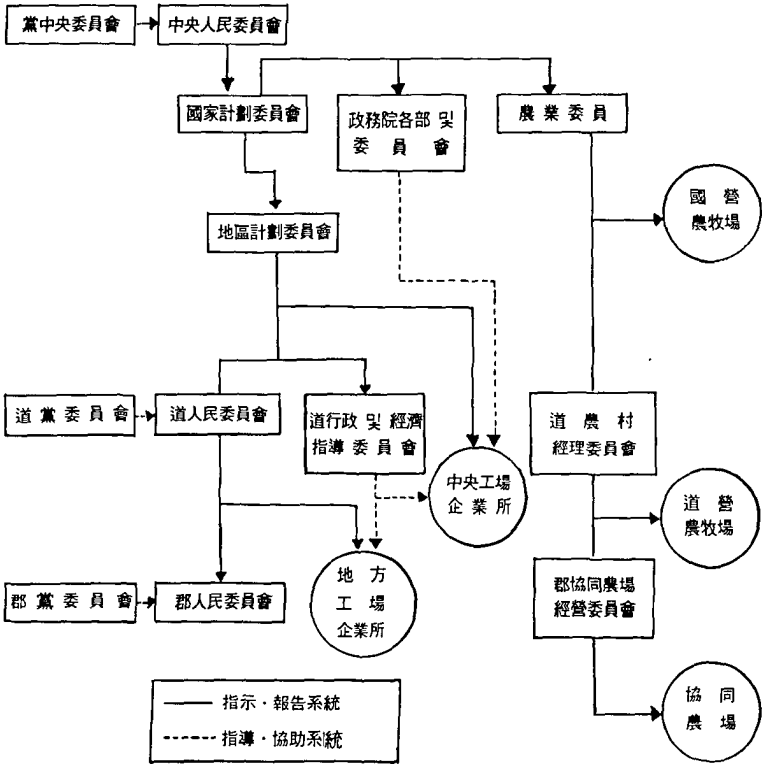 黨中央委員會
中央人民委員會
國家計劃委員會
政務院各部 및
委員會
農業委員
國營
農牧場
地區計劃委員會
道黨委員會
道人民委員會
道行政 및 經濟
指導委員會
道農村
經理委員會
中央工場
企業所
道營
農牧場
地方
工場
企業所
郡協同農場
經營委員會
郡黨委員會
郡人民委員會
協同
農場
指示·報告系統
指導·協助系統